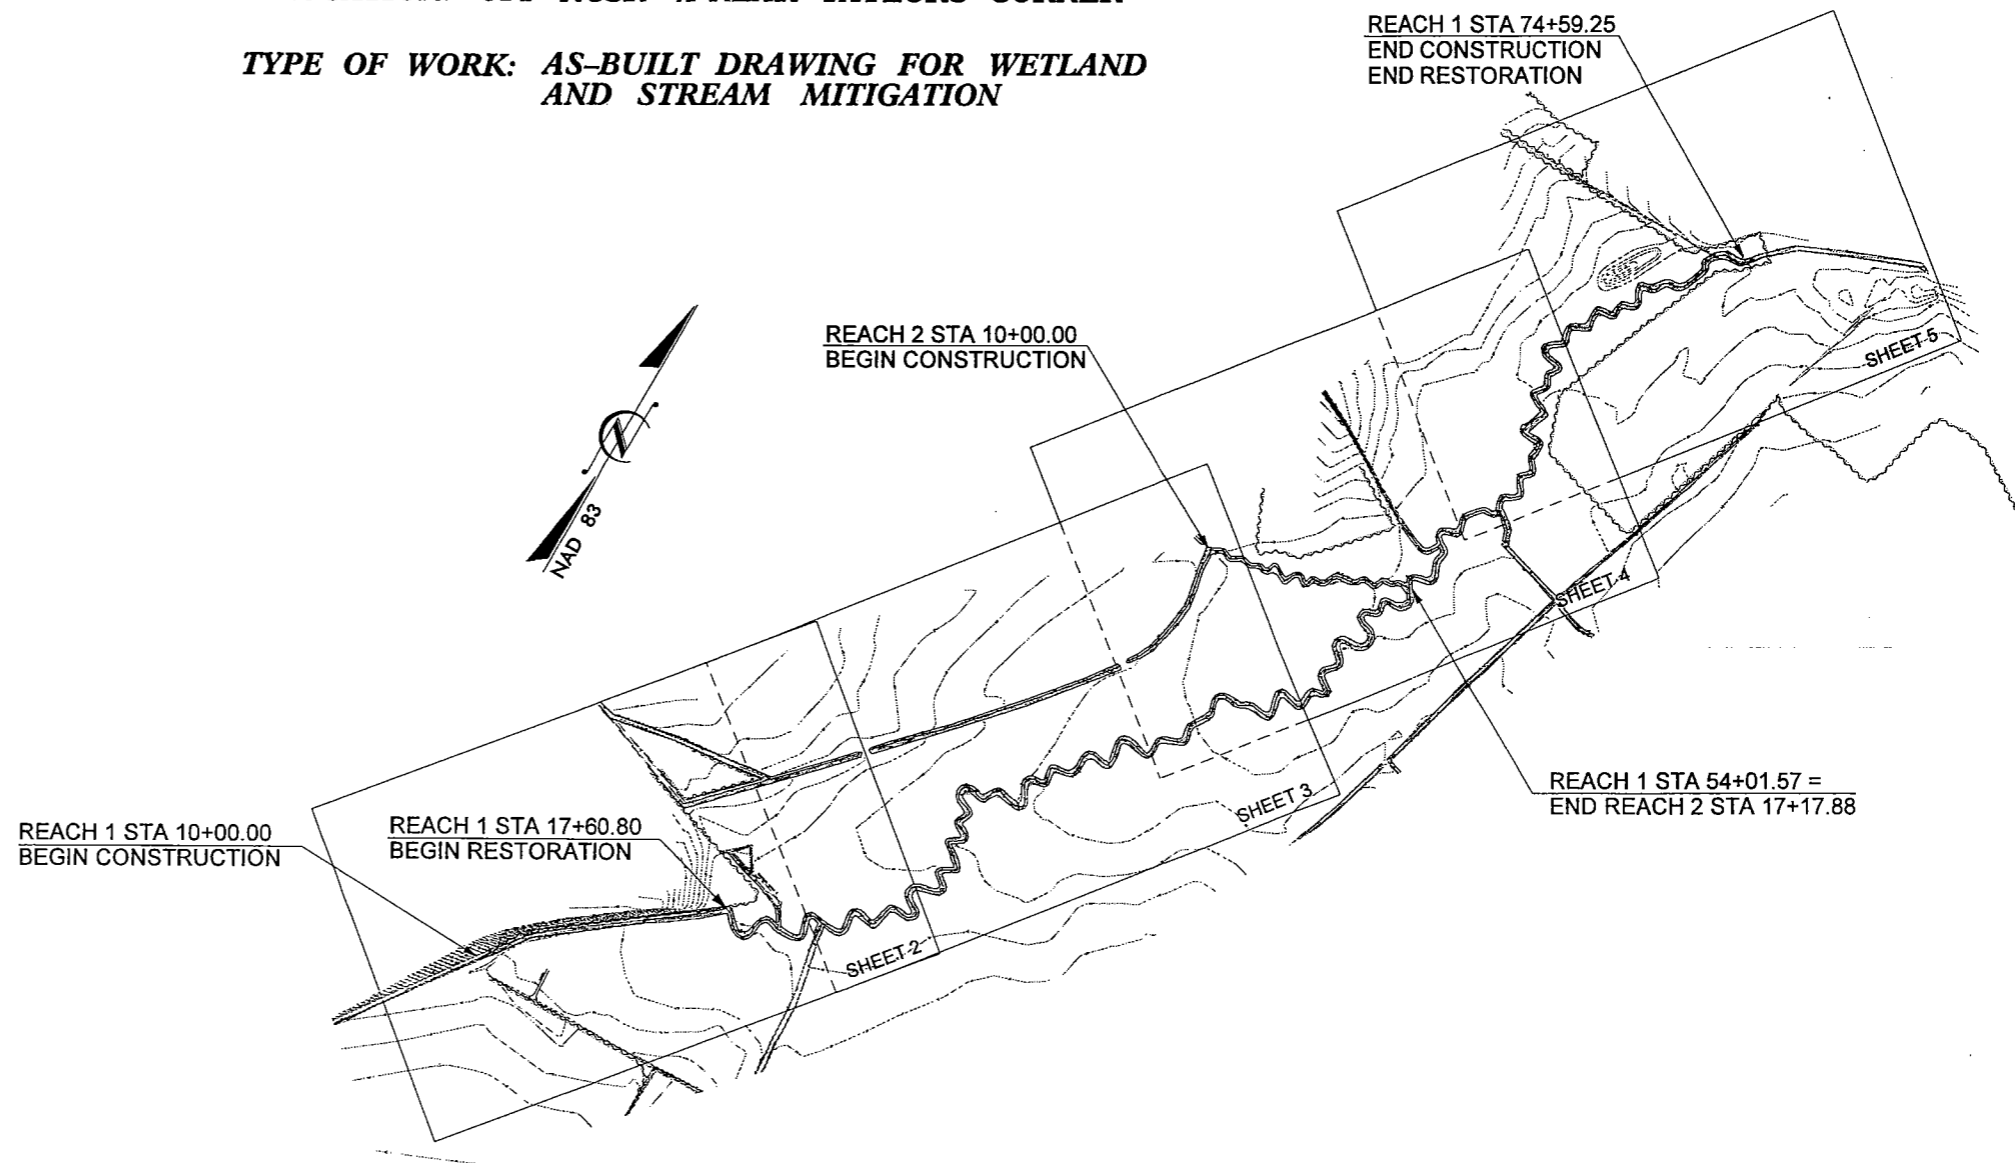 TYPE OF WORK: AS-BUILT DRAWING FOR WETLAND
AND STREAM MITIGATION
REACH 1 STA 74+59.25
END CONSTRUCTION
END RESTORATION
REACH 2 STA 10+00.00
BEGIN CONSTRUCTION
N
NAD 83
SHEET 5
SHEET 4
REACH 1 STA 54+01.57 =
END REACH 2 STA 17+17.88
SHEET 3
REACH 1 STA 10+00.00
BEGIN CONSTRUCTION
REACH 1 STA 17+60.80
BEGIN RESTORATION
SHEET 2